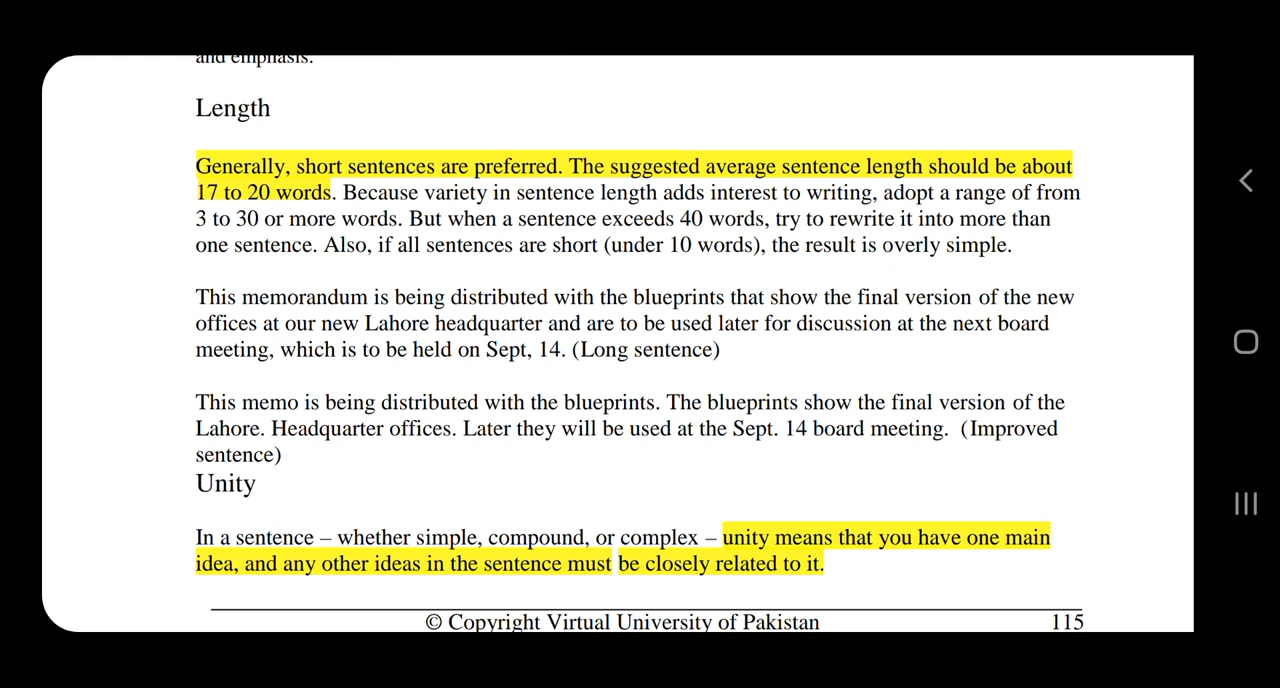 and emphasis.
Length
Generally, short sentences are preferred. The suggested average sentence length should be about
17 to 20 words. Because variety in sentence length adds interest to writing, adopt a range of from
3 to 30 or more words. But when a sentence exceeds 40 words, try to rewrite it into more than
one sentence. Also, if all sentences are short (under 10 words), the result is overly simple.
This memorandum is being distributed with the blueprints that show the final version of the new
offices at our new Lahore headquarter and are to be used later for discussion at the next board
meeting, which is to be held on Sept, 14. (Long sentence)
This memo is being distributed with the blueprints. The blueprints show the final version of the
Lahore. Headquarter offices. Later they will be used at the Sept. 14 board meeting.  (Improved
sentence)
Unity
In a sentence – whether simple, compound, or complex – unity means that you have one main
idea, and any other ideas in the sentence must be closely related to it.
© Copyright Virtual University of Pakistan 115